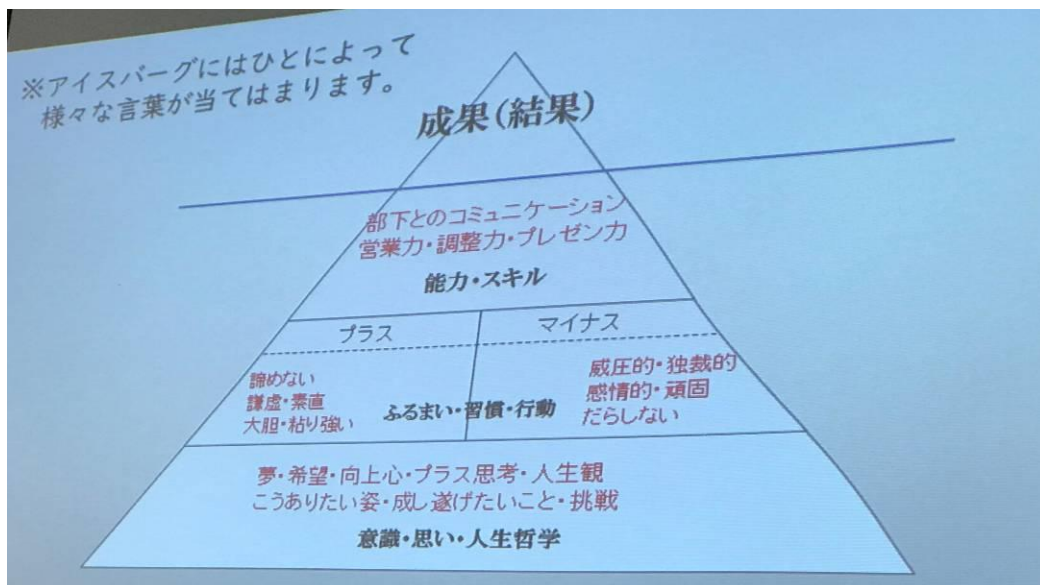 ※アイスバーグにはひとによって
様々な言葉が当てはまります。
成果(結果)
部下とのコミュニケーション
営業力・調整力・プレゼン力
能力・スキル
プラス
マイナス
諦めない
謙虚・素直
大胆・粘り強い
威圧的・独裁的
感情的・頑固
だらしない
ふるまい・習慣・行動
夢・希望・向上心・プラス思考・人生観
こうありたい姿・成し遂げたいこと・挑戦
意識・思い・人生哲学